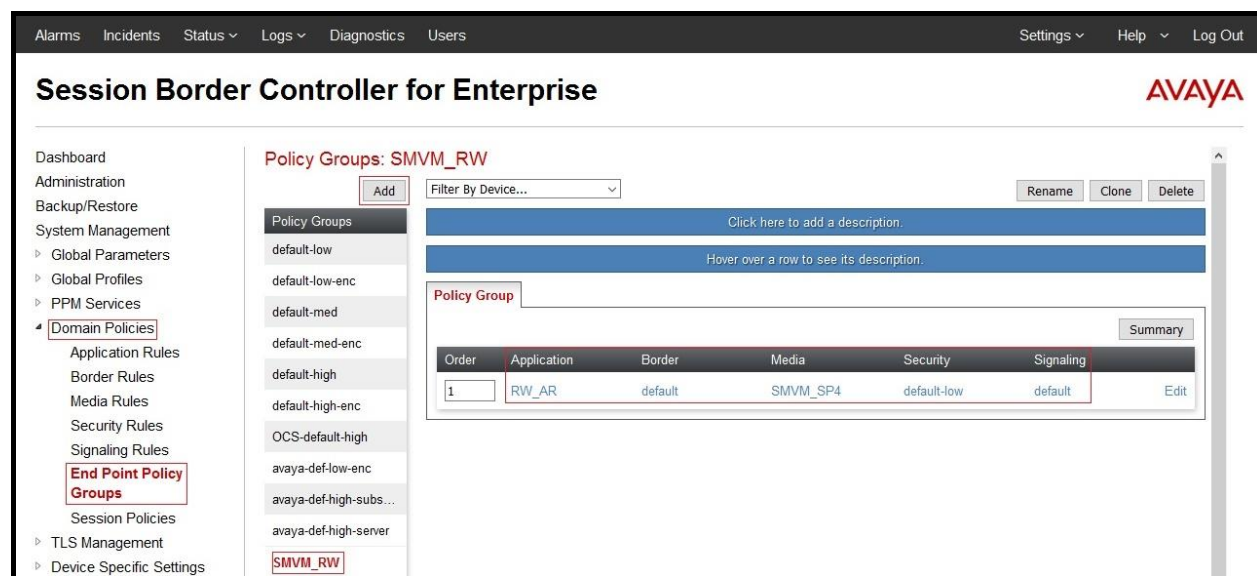 Alarms Incidents Status Logs Diagnostics Users Settings Help Log Out
Session Border Controller for Enterprise
AVAYA
Dashboard
Administration
Backup/Restore
System Management
Global Parameters
Global Profiles
PPM Services
Domain Policies
Application Rules
Border Rules
Media Rules
Security Rules
Signaling Rules
End Point Policy
Groups
Session Policies
TLS Management
Device Specific Settings
Policy Groups: SMVM_RW
Add
Policy Groups
default-low
default-low-enc
default-med
default-med-enc
default-high
default-high-enc
OCS-default-high
avaya-def-low-enc
avaya-def-high-subs...
avaya-def-high-server
SMVM_RW
Filter By Device...
Rename Clone Delete
Click here to add a description.
Hover over a row to see its description.
Policy Group
Summary
Order Application Border Media Security Signaling
1 RW_AR default SMVM_SP4 default-low default Edit